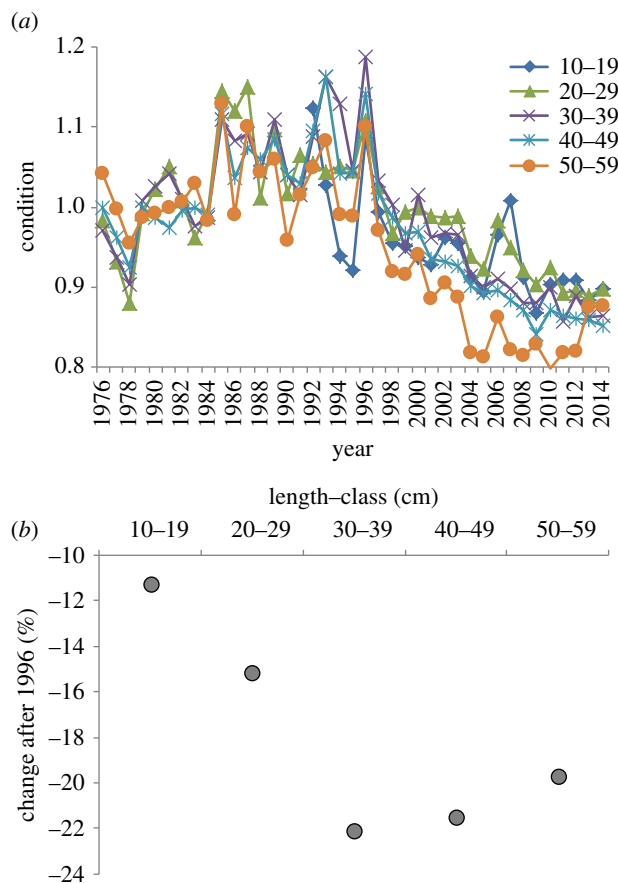 (a)
1.2
1.1
1.0
0.9
0.8
condition
10–19
20–29
30–39
40–49
50–59
1976 1978 1980 1982 1984 1986 1988 1990 1992 1994 1996 1998 2000 2002 2004 2006 2008 2010 2012 2014
year
length–class (cm)
(b)
10–19 20–29 30–39 40–49 50–59
–10
–12
–14
–16
–18
–20
–22
–24
change after 1996 (%)